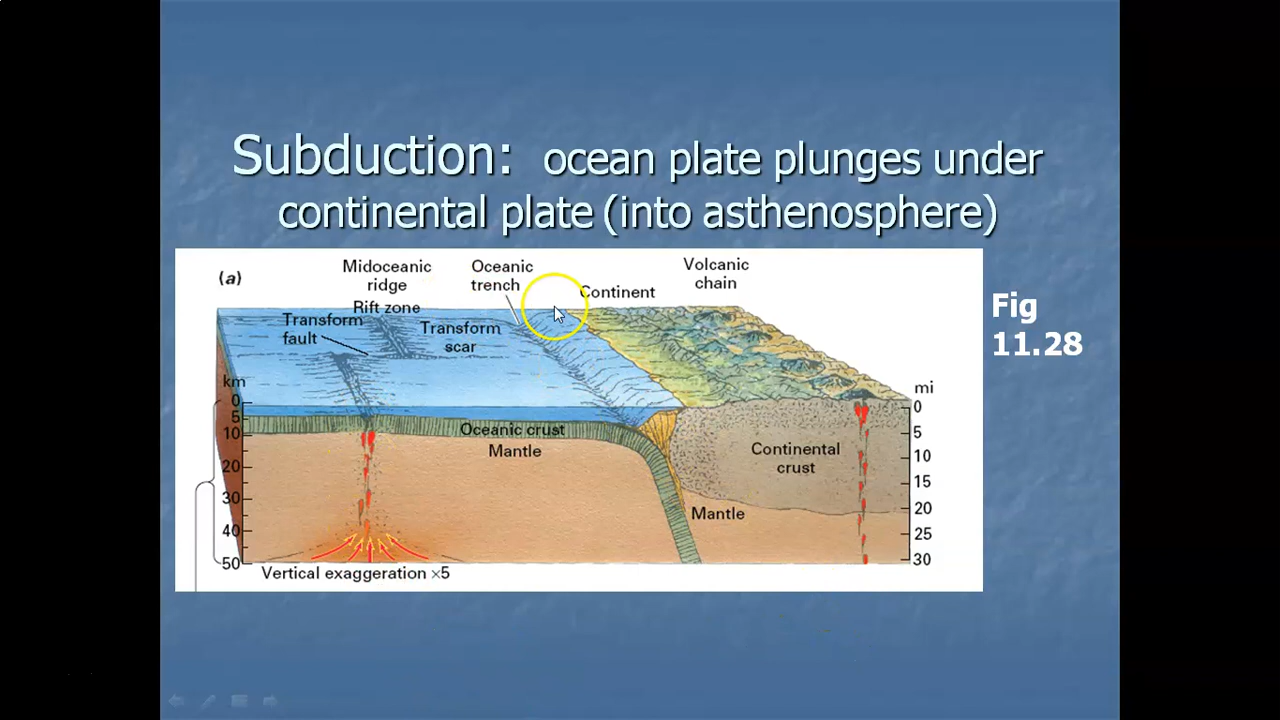 Subduction: ocean plate plunges under
continental plate (into asthenosphere)
(a)
Midoceanic
ridge
Rift zone
Oceanic
trench
Continent
Volcanic
chain
Transform
fault
Transform
scar
Fig
11.28
km
0
5
10
20
30
40
50
Oceanic crust
Mantle
Continental
crust
Mantle
mi
0
5
10
15
20
25
30
Vertical exaggeration ×5